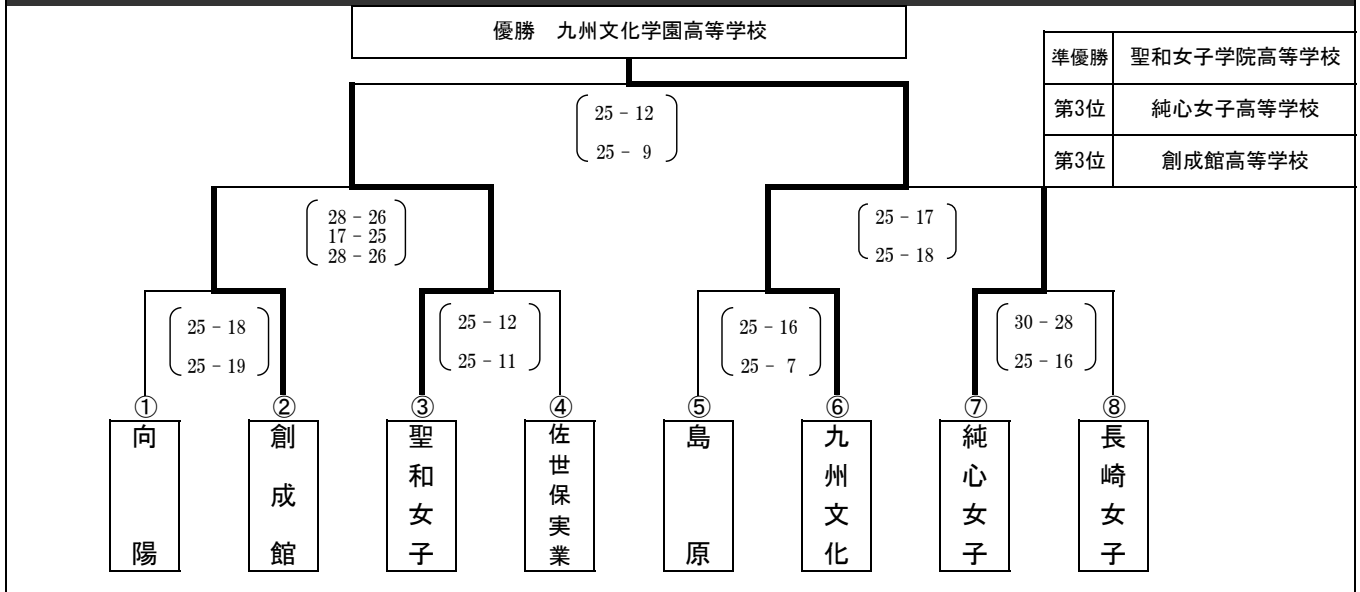 優勝　九州文化学園高等学校
準優勝　聖和女子学院高等学校
第3位　純心女子高等学校
第3位　創成館高等学校
25 - 12
25 - 9
28 - 26
17 - 25
28 - 26
25 - 17
25 - 18
25 - 18
25 - 19
25 - 12
25 - 11
25 - 16
25 - 7
30 - 28
25 - 16
①
向陽
②
創成館
③
聖和女子
④
佐世保実業
⑤
島原
⑥
九州文化
⑦
純心女子
⑧
長崎女子